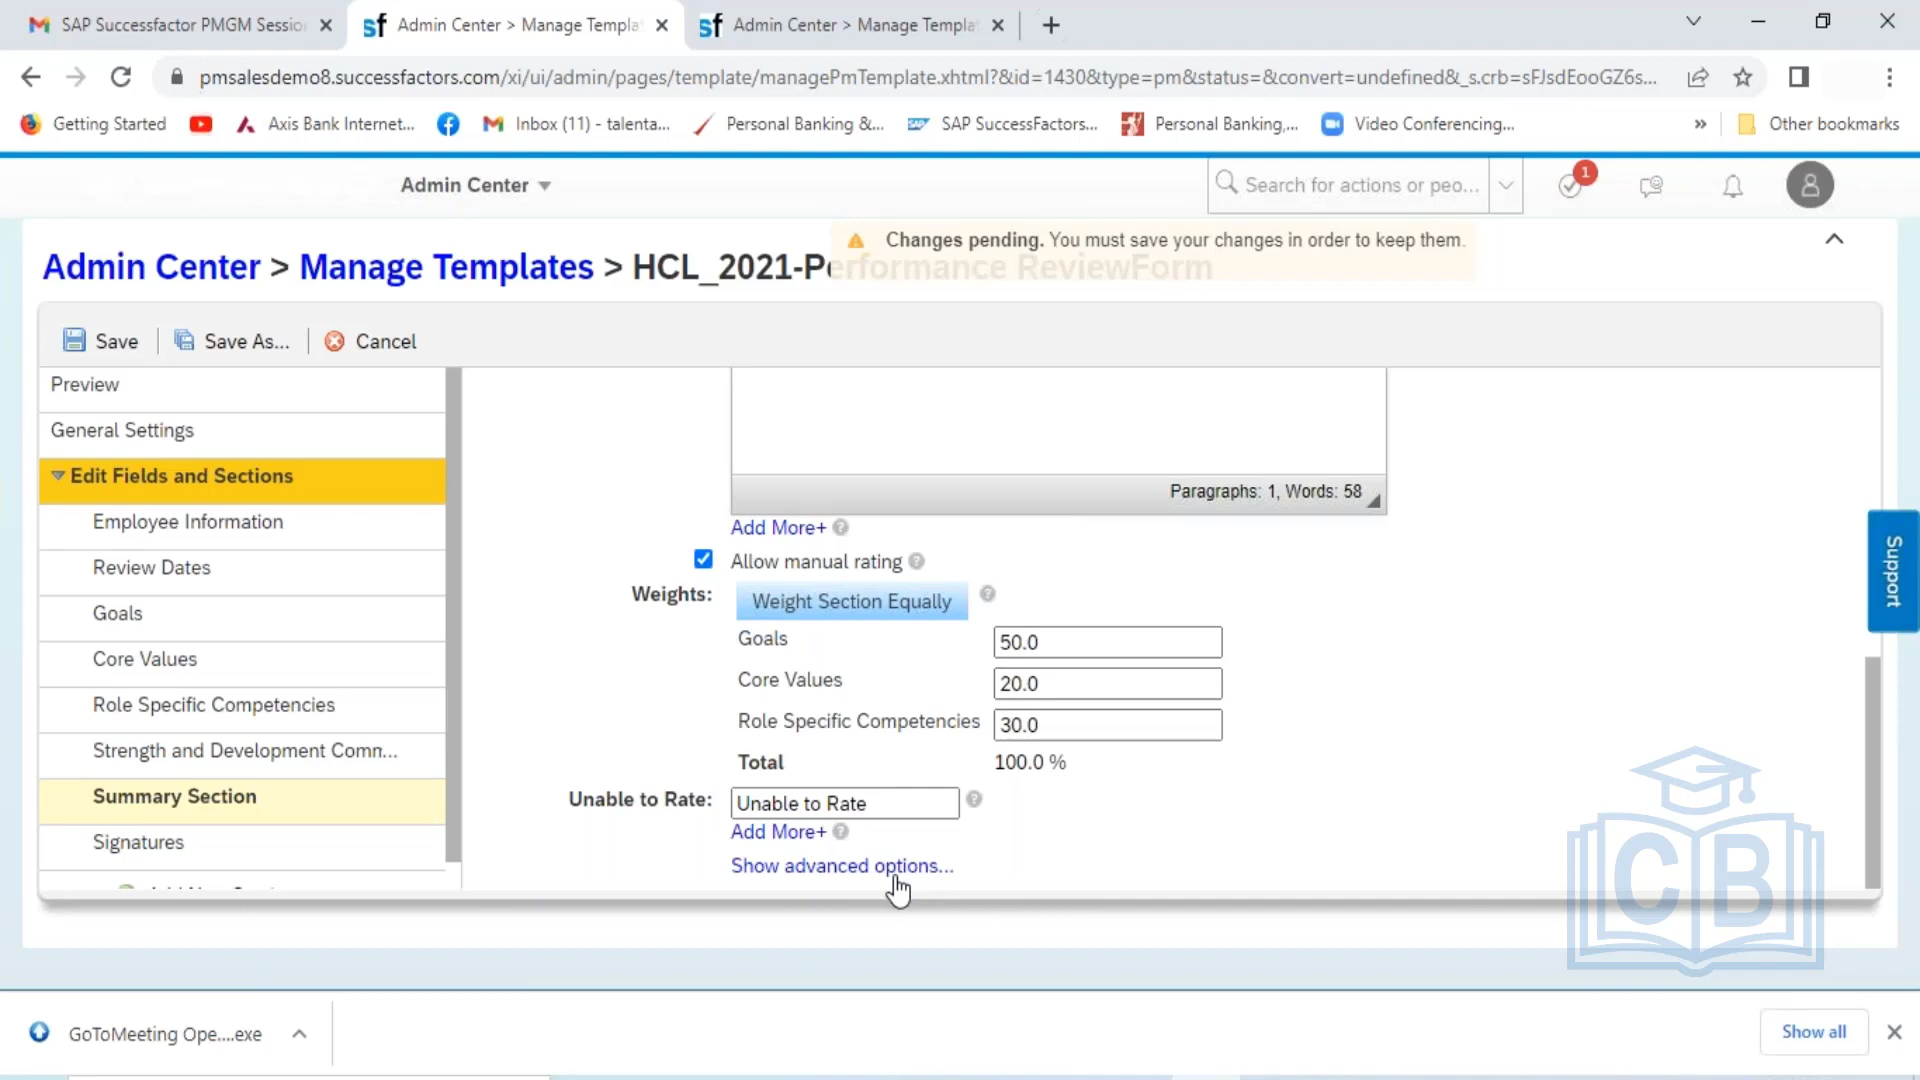 SAP Successfactor PMGM Session
Admin Center > Manage Templa
Admin Center > Manage Templa
pmsalesdemo8.successfactors.com/xi/ui/admin/pages/template/managePmTemplate.xhtml?&id=1430&type=pm&status=&convert=undefined&_s.crb=sFJsdEooGZ6s...
Getting Started
Axis Bank Internet...
Inbox (11) - talenta...
Personal Banking &...
SAP SuccessFactors...
Personal Banking,...
Video Conferencing...
»
Other bookmarks
Admin Center
Search for actions or peo...
1
Changes pending. You must save your changes in order to keep them.
Admin Center > Manage Templates > HCL_2021-Performance ReviewForm
Save
Save As...
Cancel
Preview
General Settings
Edit Fields and Sections
Employee Information
Review Dates
Goals
Core Values
Role Specific Competencies
Strength and Development Comm...
Summary Section
Signatures
Paragraphs: 1, Words: 58
Add More+
Allow manual rating
Weights:
Weight Section Equally
Goals 50.0
Core Values 20.0
Role Specific Competencies 30.0
Total 100.0 %
Unable to Rate: Unable to Rate
Add More+
Show advanced options...
Support
CB
GoToMeeting Ope....exe
Show all